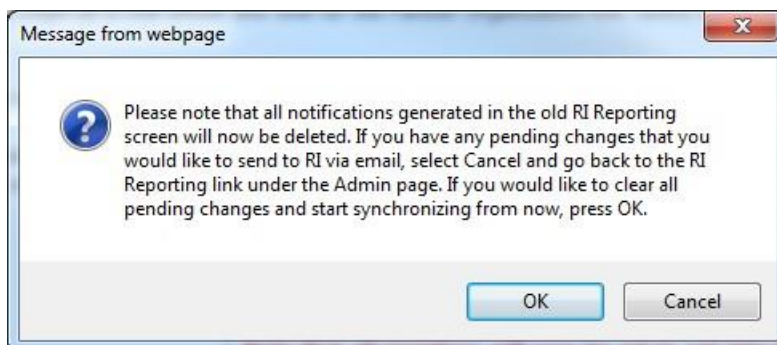 Message from webpage
X
Please note that all notifications generated in the old RI Reporting
screen will now be deleted. If you have any pending changes that you
would like to send to RI via email, select Cancel and go back to the RI
Reporting link under the Admin page. If you would like to clear all
pending changes and start synchronizing from now, press OK.
OK
Cancel